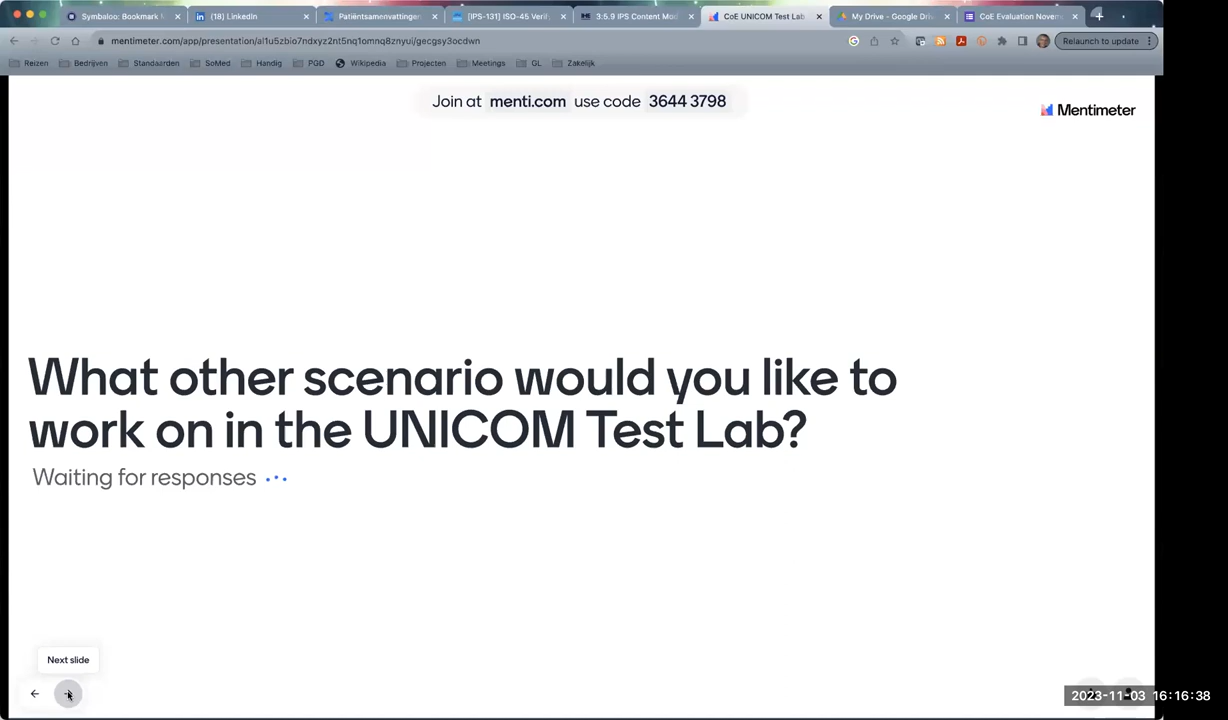 Symbaloo: Bookmark
(18) LinkedIn
Patiëntsamenvattingen
[IPS-131] ISO-45
3:5.9 IPS Content
CoE UNICOM Test Lab
My Drive - Google
CoE Evaluation
mentimeter.com/app/presentation/al1u5zbio7ndxyz2nt5nq1omnq8znyui/gecgsy3ocdwn
Relaunch to update
Reizen
Bedrijven
Standaarden
SoMed
Handig
PGD
Wikipedia
Projecten
Meetings
GL
Zakelijk
Join at menti.com use code 3644 3798
Mentimeter
What other scenario would you like to
work on in the UNICOM Test Lab?
Waiting for responses
Next slide
2023-11-03 16:16:38